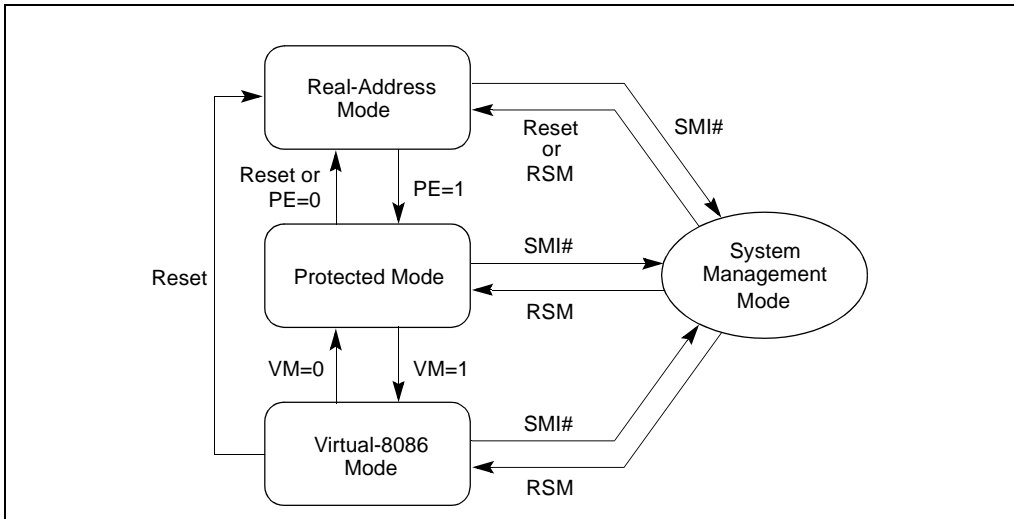 Real-Address
Mode
SMI#
Reset
or
RSM
Reset or
PE=0
PE=1
SMI#
System
Management
Mode
Reset
Protected Mode
RSM
VM=0
VM=1
SMI#
Virtual-8086
Mode
RSM